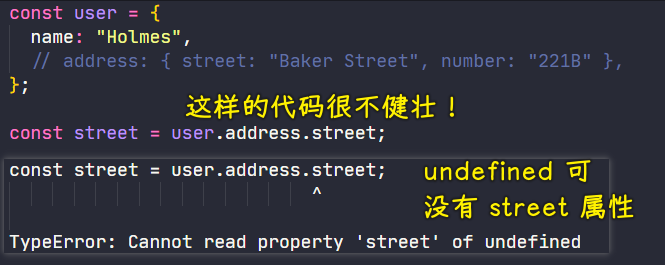 const user = {
name: "Holmes",
// address: { street: "Baker Street", number: "221B" },
};
这样的代码很不健壮！
const street = user.address.street;
const street = user.address.street;
^
undefined 可
没有 street 属性
TypeError: Cannot read property 'street' of undefined